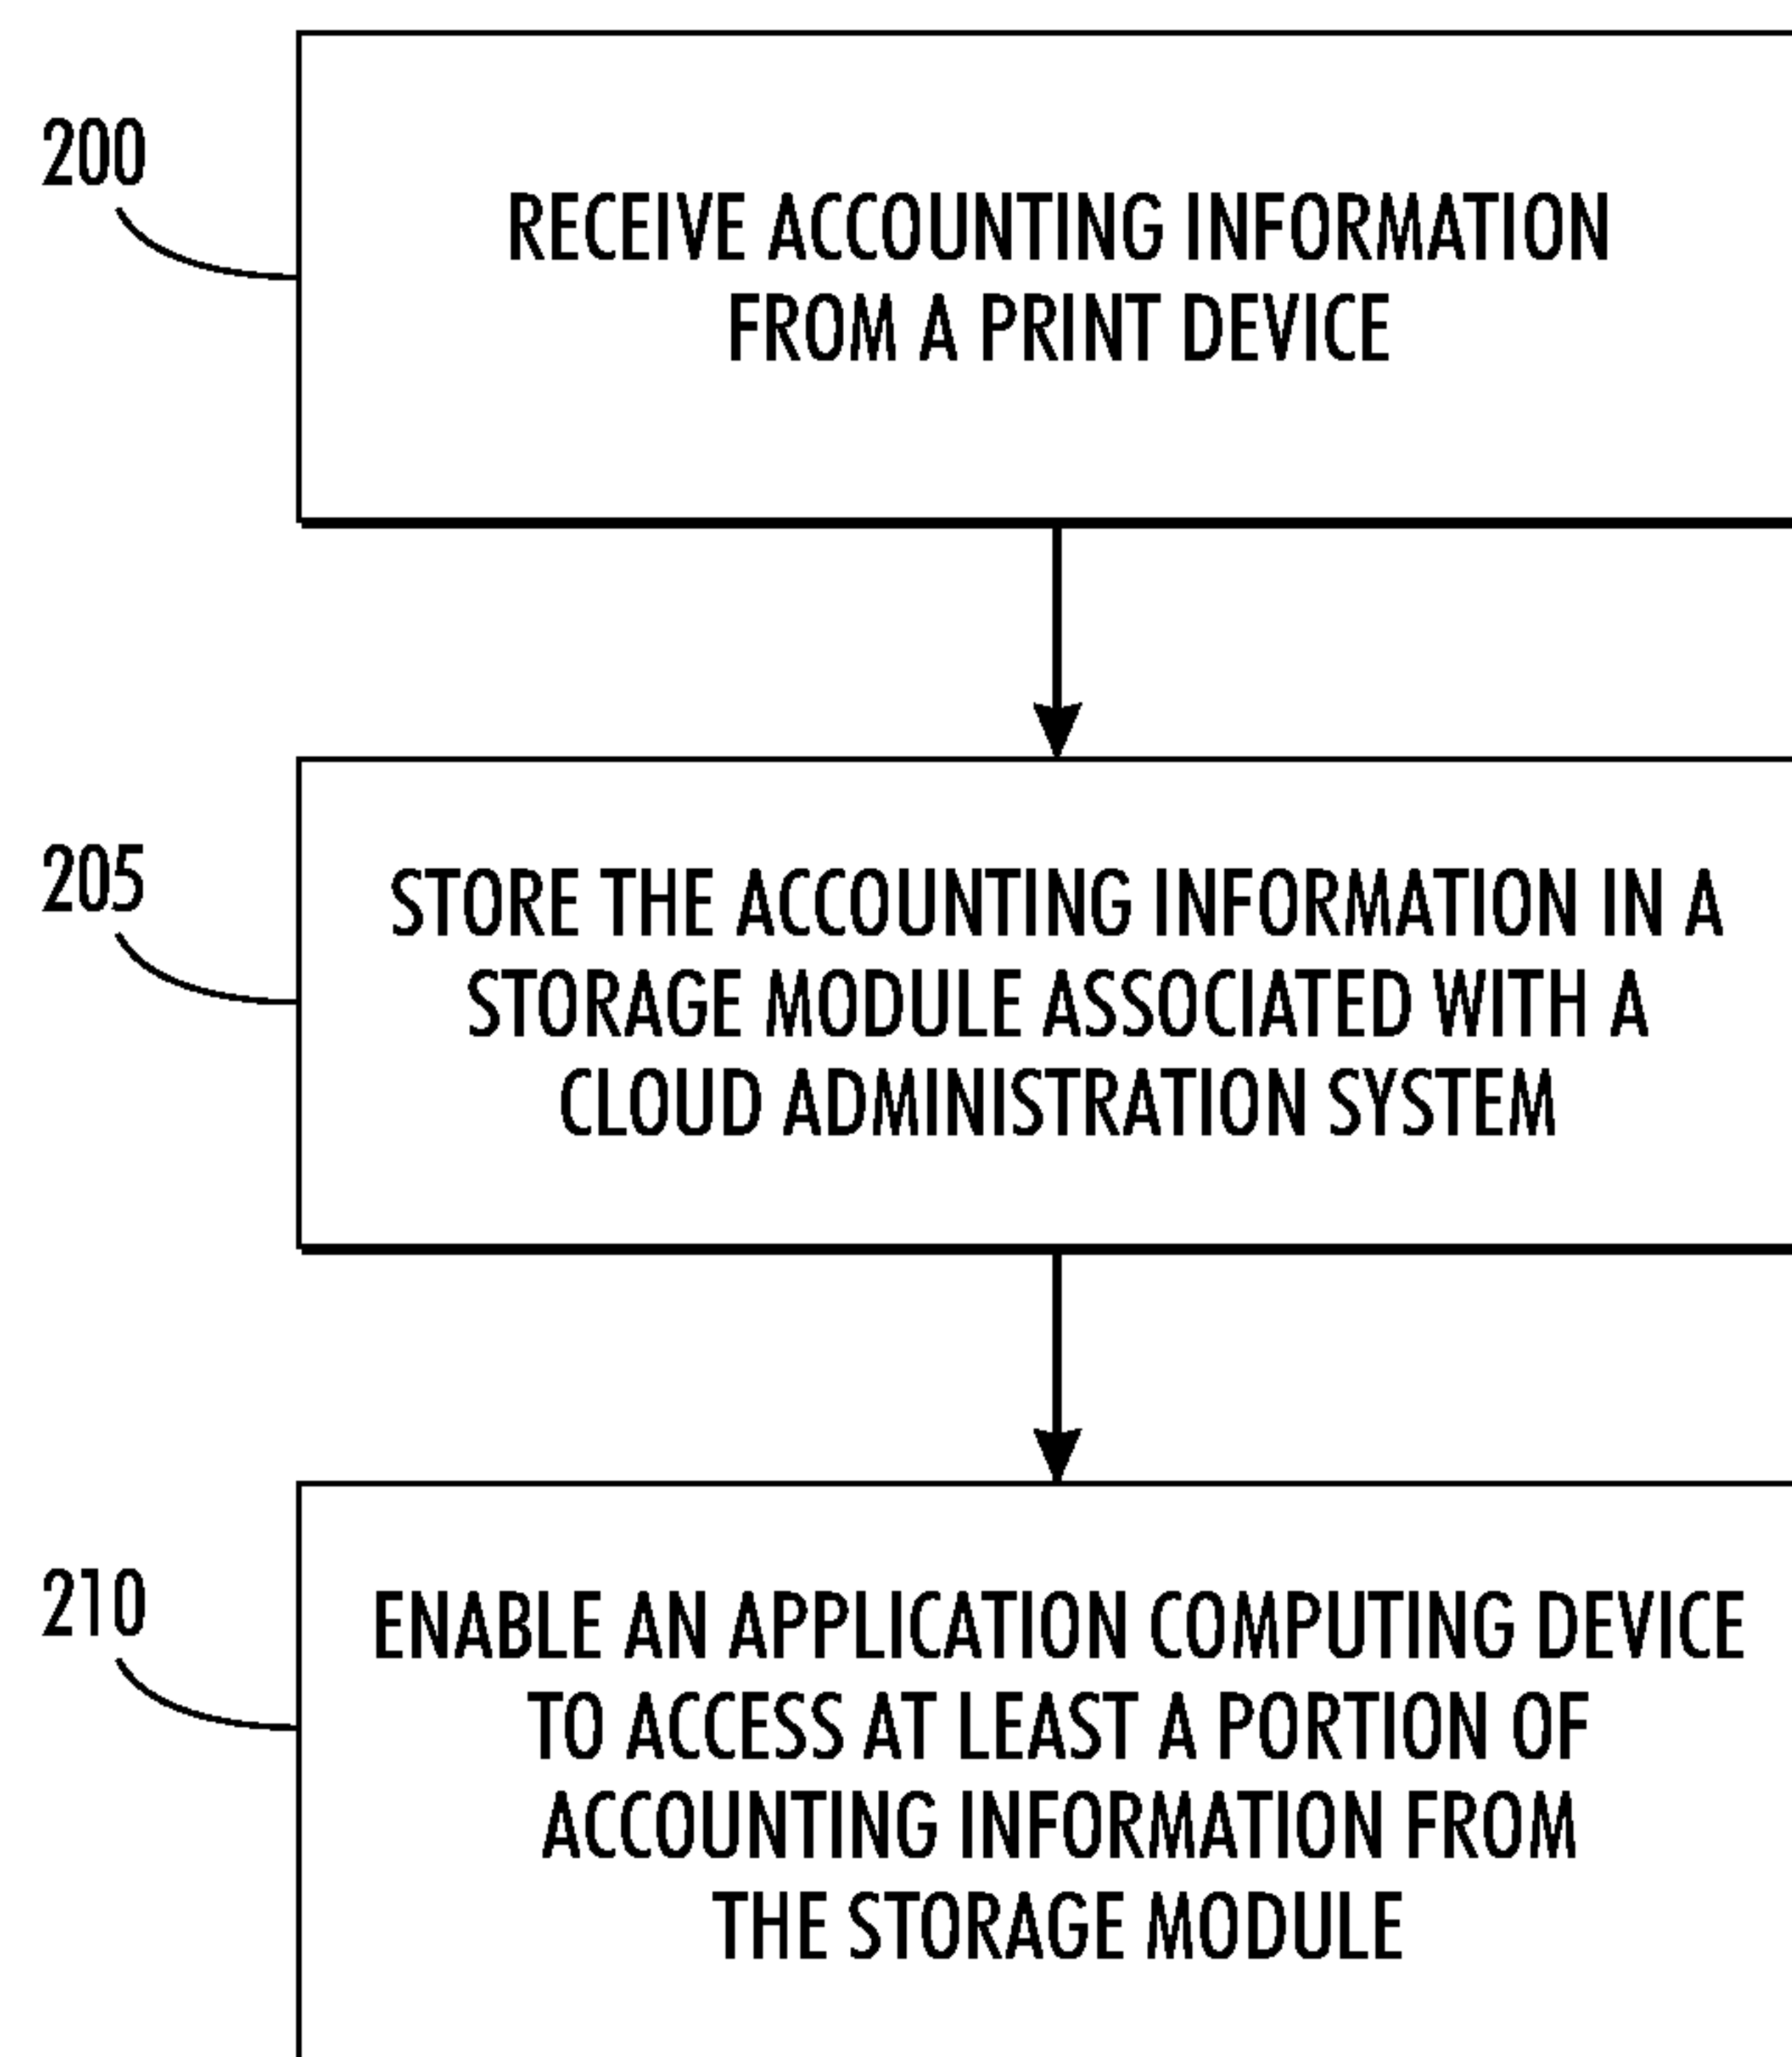 200
RECEIVE ACCOUNTING INFORMATION
FROM A PRINT DEVICE
205
STORE THE ACCOUNTING INFORMATION IN A
STORAGE MODULE ASSOCIATED WITH A
CLOUD ADMINISTRATION SYSTEM
210
ENABLE AN APPLICATION COMPUTING DEVICE
TO ACCESS AT LEAST A PORTION OF
ACCOUNTING INFORMATION FROM
THE STORAGE MODULE